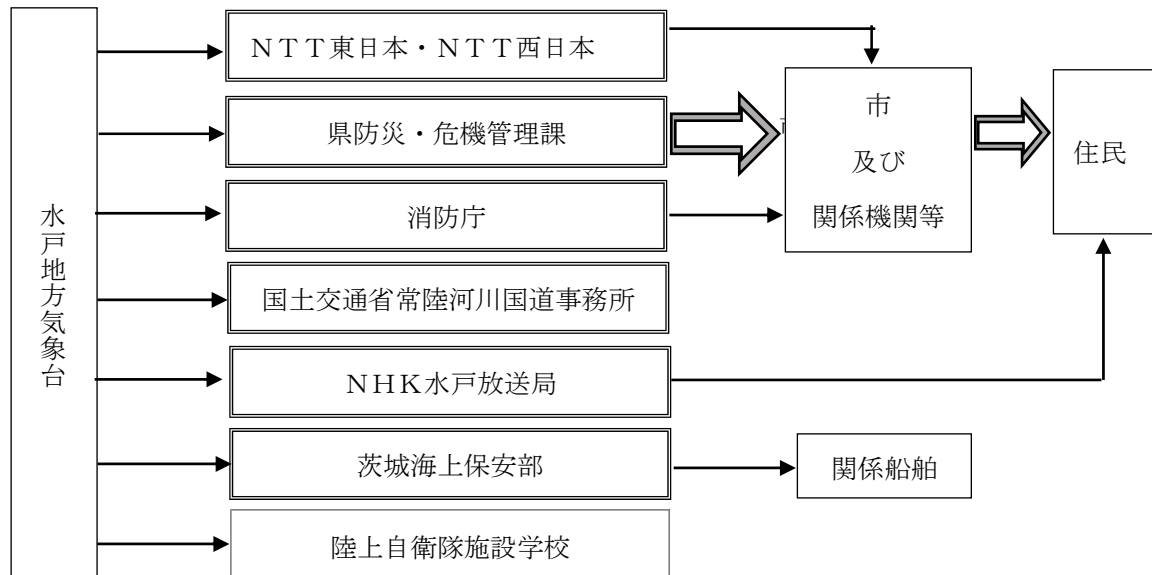 水戸地方気象台
ＮＴＴ東日本・ＮＴＴ西日本
県防災・危機管理課
消防庁
国土交通省常陸河川国道事務所
ＮＨＫ水戸放送局
茨城海上保安部
陸上自衛隊施設学校
市
及び
関係機関等
関係船舶
住民